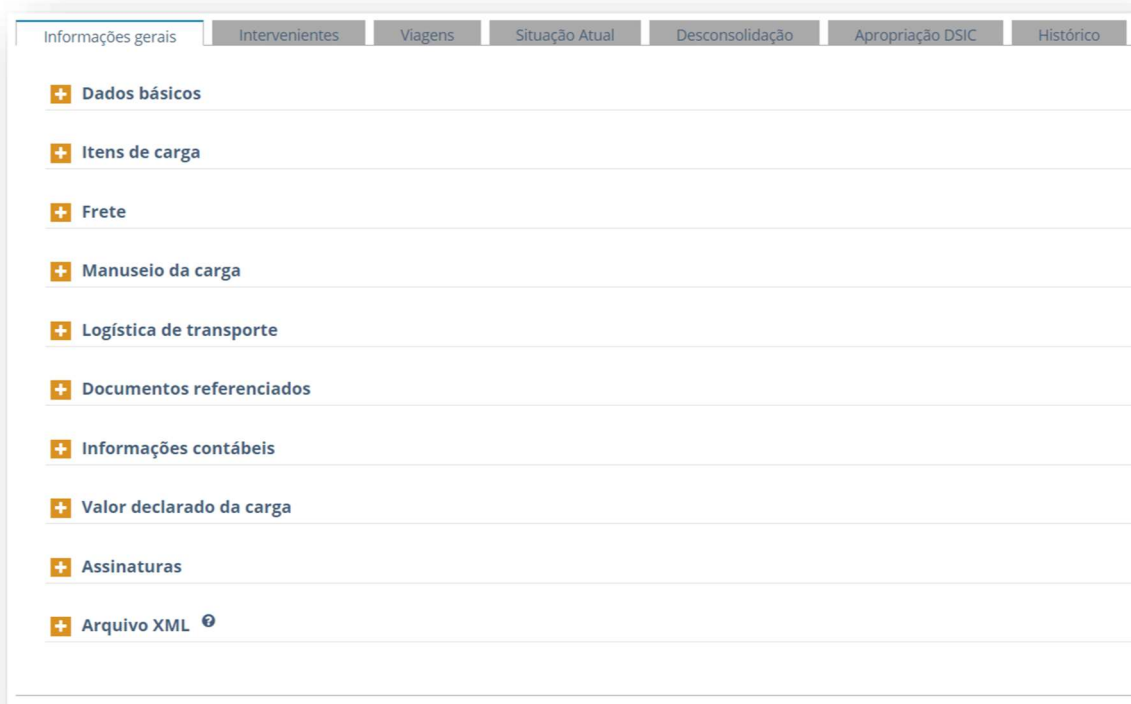 Informações gerais Intervenientes Viagens Situação Atual Desconsolidação Apropriação DSIC Histórico
Dados básicos
Itens de carga
Frete
Manuseio da carga
Logística de transporte
Documentos referenciados
Informações contábeis
Valor declarado da carga
Assinaturas
Arquivo XML